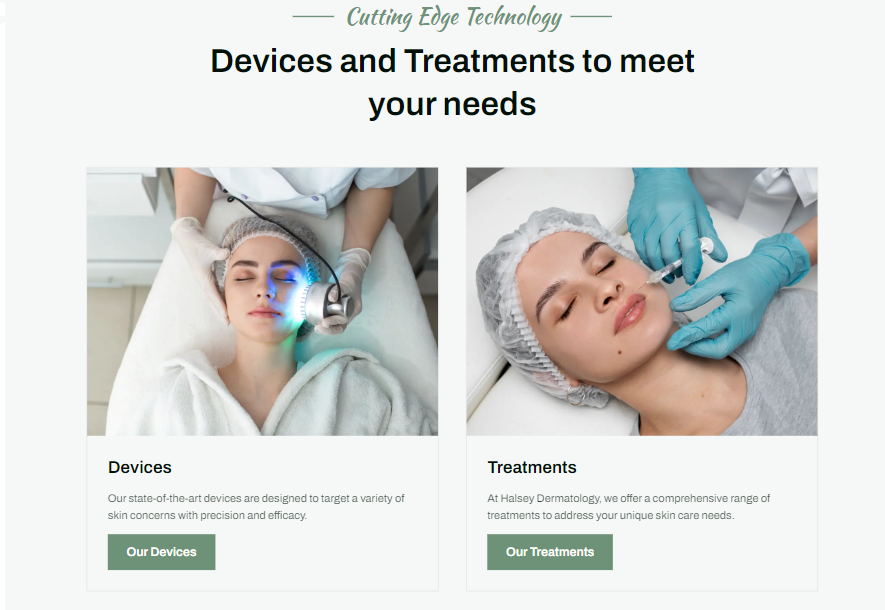 Cutting Edge Technology
Devices and Treatments to meet
your needs
Devices
Our state-of-the-art devices are designed to target a variety of
skin concerns with precision and efficacy.
Our Devices
Treatments
At Halsey Dermatology, we offer a comprehensive range of
treatments to address your unique skin care needs.
Our Treatments